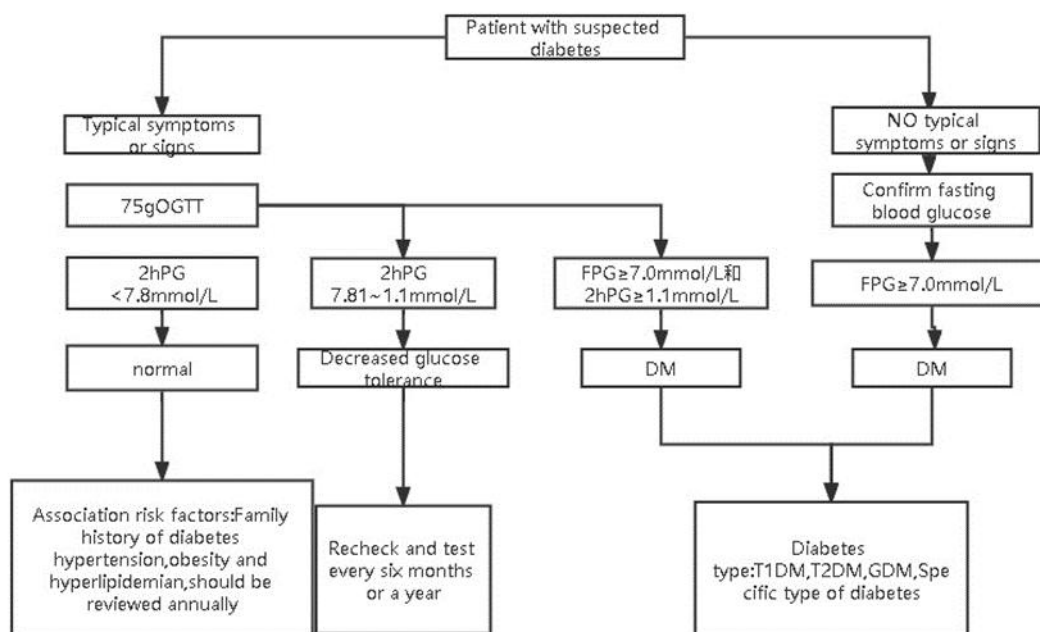 Patient with suspected
diabetes
Typical symptoms
or signs
NO typical
symptoms or signs
75gOGTT
Confirm fasting
blood glucose
2hPG
<7.8mmol/L
2hPG
7.81~1.1mmol/L
FPG≥7.0mmol/L和
2hPG≥1.1mmol/L
FPG≥7.0mmol/L
normal
Decreased glucose
tolerance
DM
DM
Association risk factors:Family
history of diabetes
hypertension,obesity and
hyperlipidemian,should be
reviewed annually
Recheck and test
every six months
or a year
Diabetes
type:T1DM,T2DM,GDM,Spe
cific type of diabetes